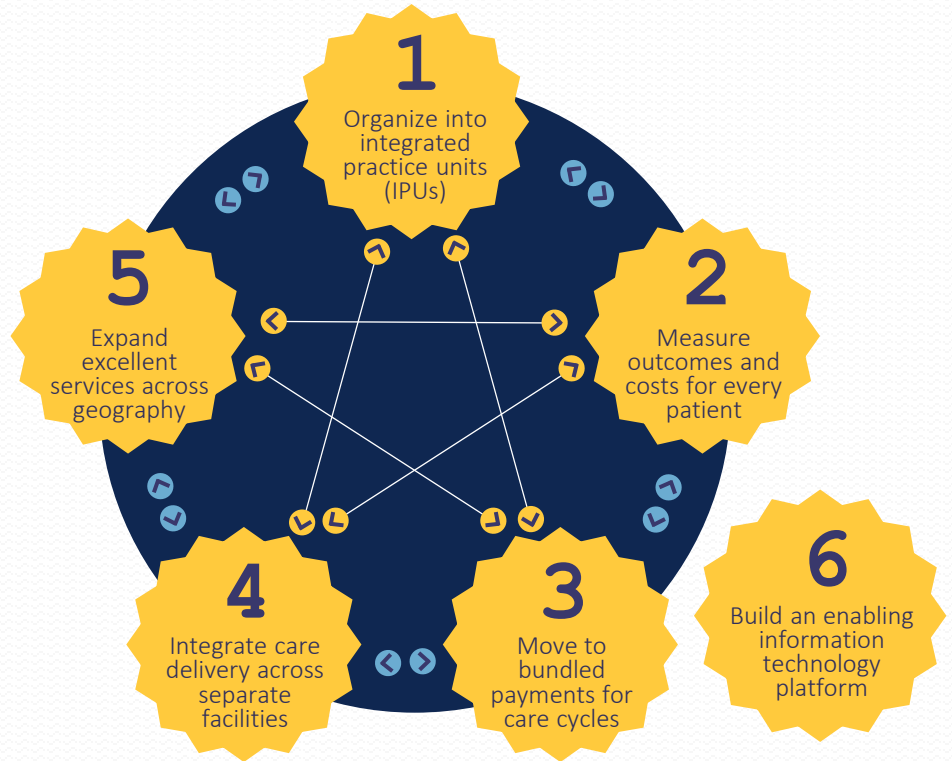 1
Organize into
integrated
practice units
(IPUs)
2
Measure
outcomes and
costs for every
patient
3
Move to
bundled
payments for
care cycles
4
Integrate care
delivery across
separate
facilities
5
Expand
excellent
services across
geography
6
Build an enabling
information
technology
platform